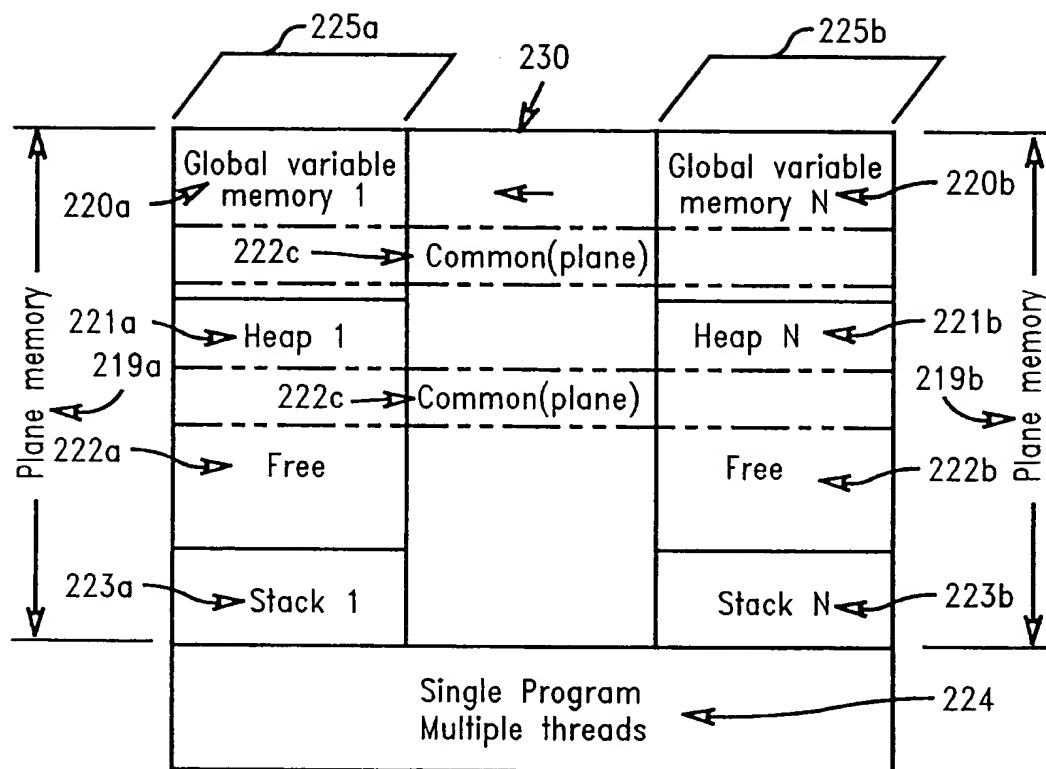 225a
225b
230
Global variable
memory 1
Global variable
memory N
220a
220b
222c
Common(plane)
221a
Heap 1
Heap N
221b
Plane memory
219a
222c
Common(plane)
219b
Plane memory
222a
Free
Free
222b
223a
Stack 1
Stack N
223b
Single Program
Multiple threads
224